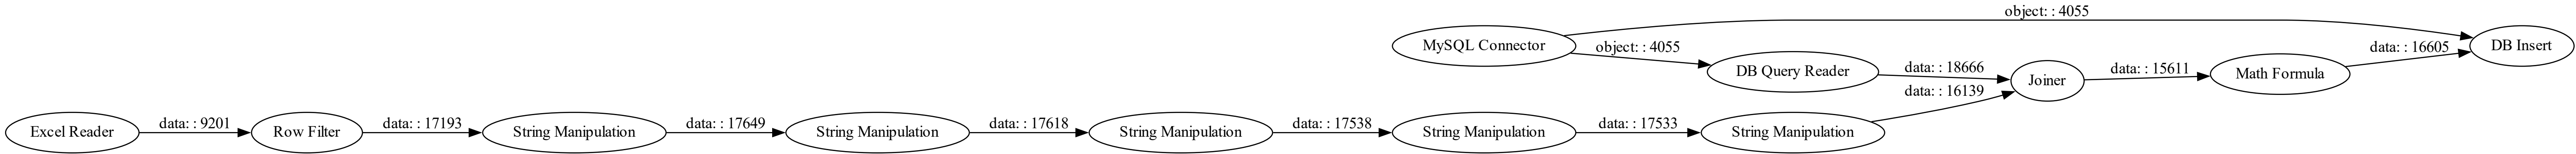 object: : 4055
MySQL Connector
object: : 4055
data: : 16605
DB Insert
DB Query Reader
data: : 18666
Joiner
data: : 15611
Math Formula
data: : 16139
Excel Reader
data: : 9201
Row Filter
data: : 17193
String Manipulation
data: : 17649
String Manipulation
data: : 17618
String Manipulation
data: : 17538
String Manipulation
data: : 17533
String Manipulation